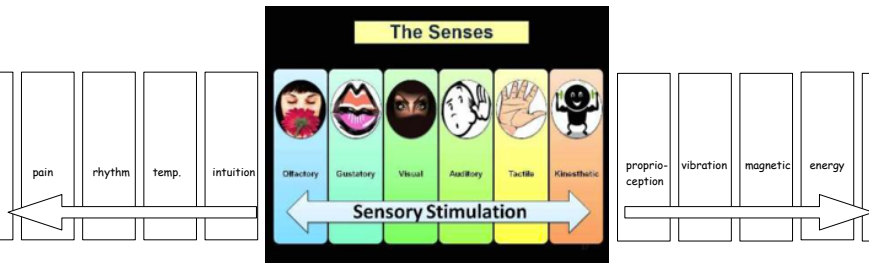 The Senses
pain
rhythm
temp.
intuition
Olfactory
Gustatory
Visual
Auditory
Tactile
Kinesthetic
proprio-
ception
vibration
magnetic
energy
Sensory Stimulation